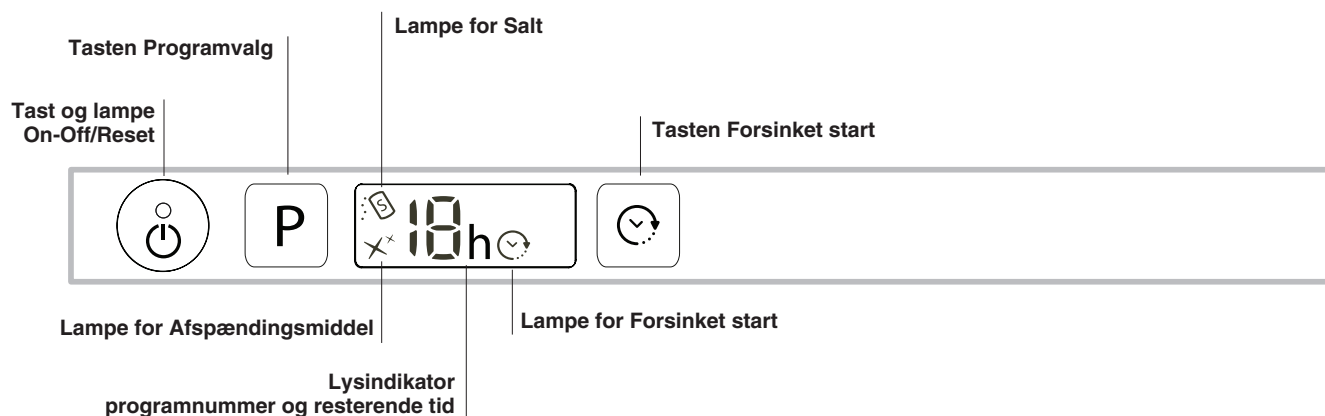 Lampe for Salt
Tasten Programvalg
Tast og lampe
On-Off/Reset
Tasten Forsinket start
P
S
18h
Lampe for Afspændingsmiddel
Lampe for Forsinket start
Lysindikator
programnummer og resterende tid